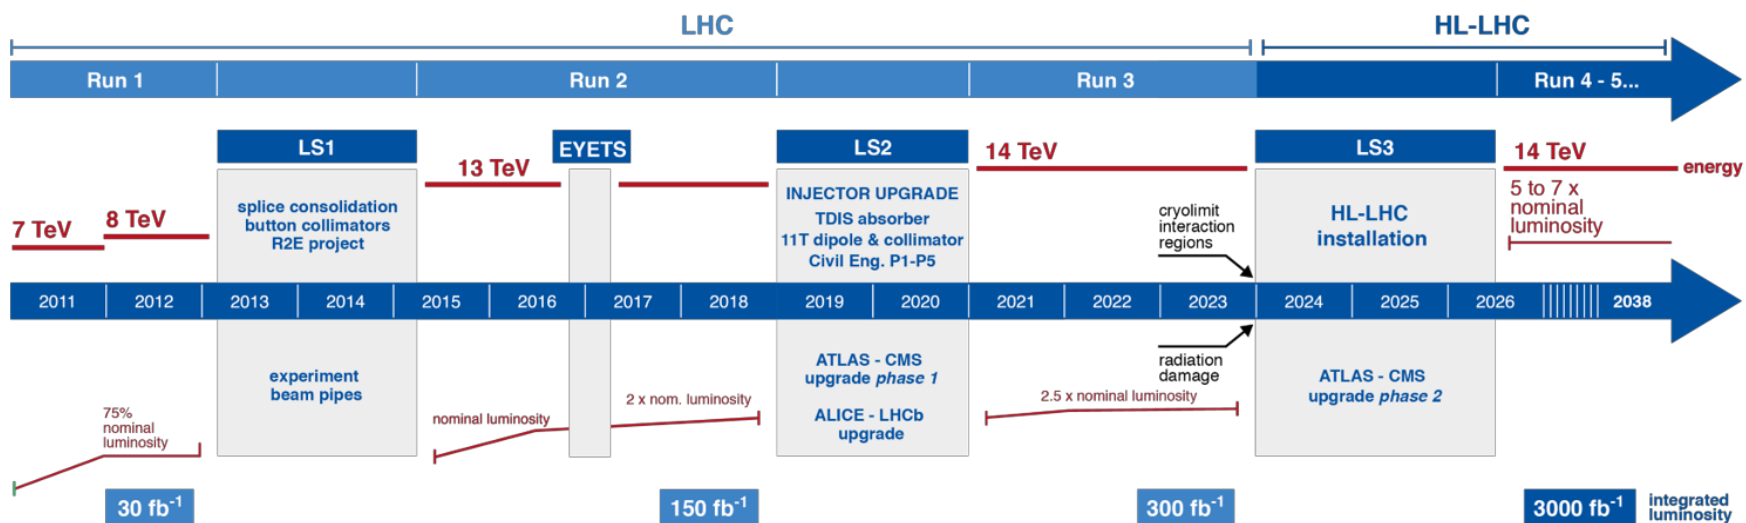 LHC
HL-LHC
Run 1
Run 2
Run 3
Run 4 - 5...
LS1
EYETS
LS2
LS3
7 TeV
8 TeV
13 TeV
14 TeV
14 TeV
energy
splice consolidation
button collimators
R2E project
INJECTOR UPGRADE
TDIS absorber
11T dipole & collimator
Civil Eng. P1-P5
cryolimit
interaction
regions
HL-LHC
installation
5 to 7 x
nominal
luminosity
2011
2012
2013
2014
2015
2016
2017
2018
2019
2020
2021
2022
2023
2024
2025
2026
2038
75%
nominal
luminosity
experiment
beam pipes
nominal luminosity
2 x nom. luminosity
ATLAS - CMS
upgrade phase 1
ALICE - LHCb
upgrade
2.5 x nominal luminosity
radiation
damage
ATLAS - CMS
upgrade phase 2
30 fb⁻¹
150 fb⁻¹
300 fb⁻¹
3000 fb⁻¹
integrated
luminosity